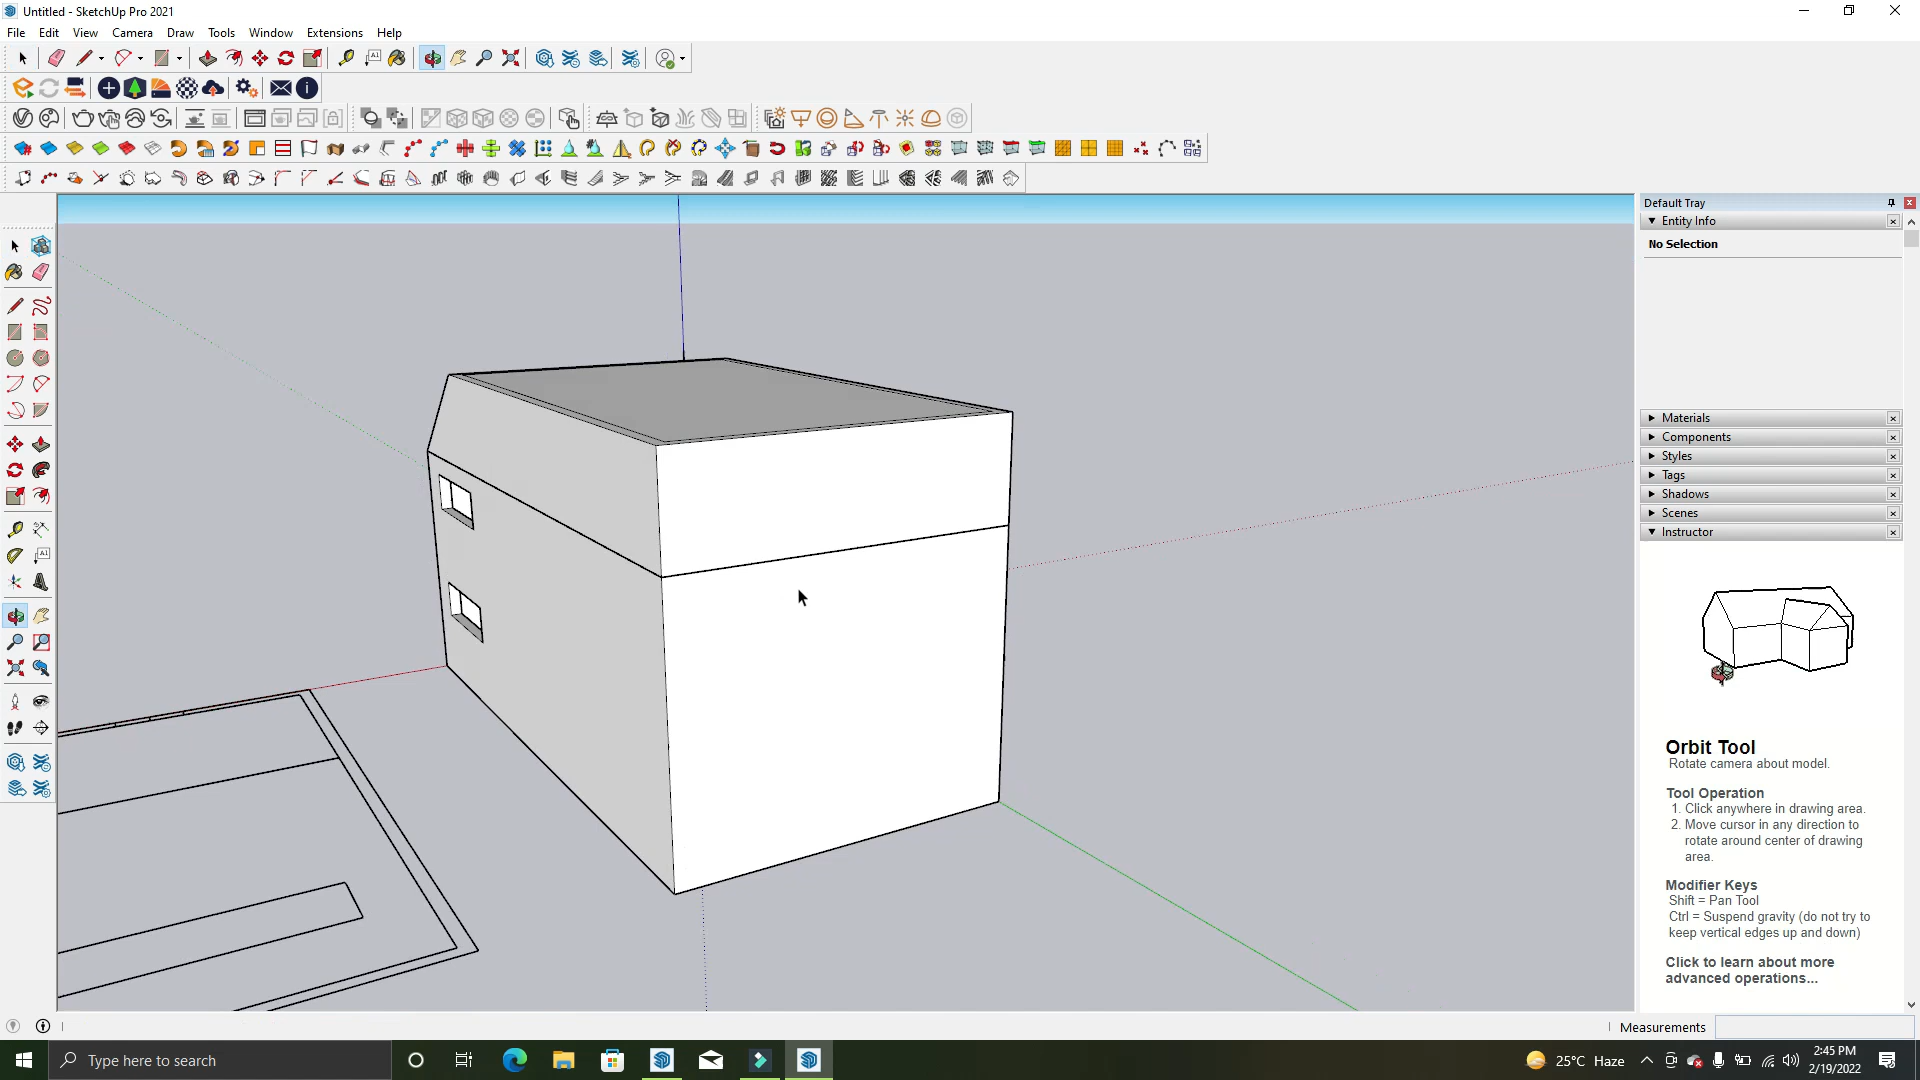 Untitled - SketchUp Pro 2021
File Edit View Camera Draw Tools Window Extensions Help
Default Tray
Entity Info
No Selection
Materials
Components
Styles
Tags
Shadows
Scenes
Instructor
Orbit Tool
Rotate camera about model.
Tool Operation
1. Click anywhere in drawing area.
2. Move cursor in any direction to
rotate around center of drawing
area.
Modifier Keys
Shift = Pan Tool
Ctrl = Suspend gravity (do not try to
keep vertical edges up and down)
Click to learn about more
advanced operations...
Measurements
Type here to search
25°C Haze
2:45 PM
2/19/2022